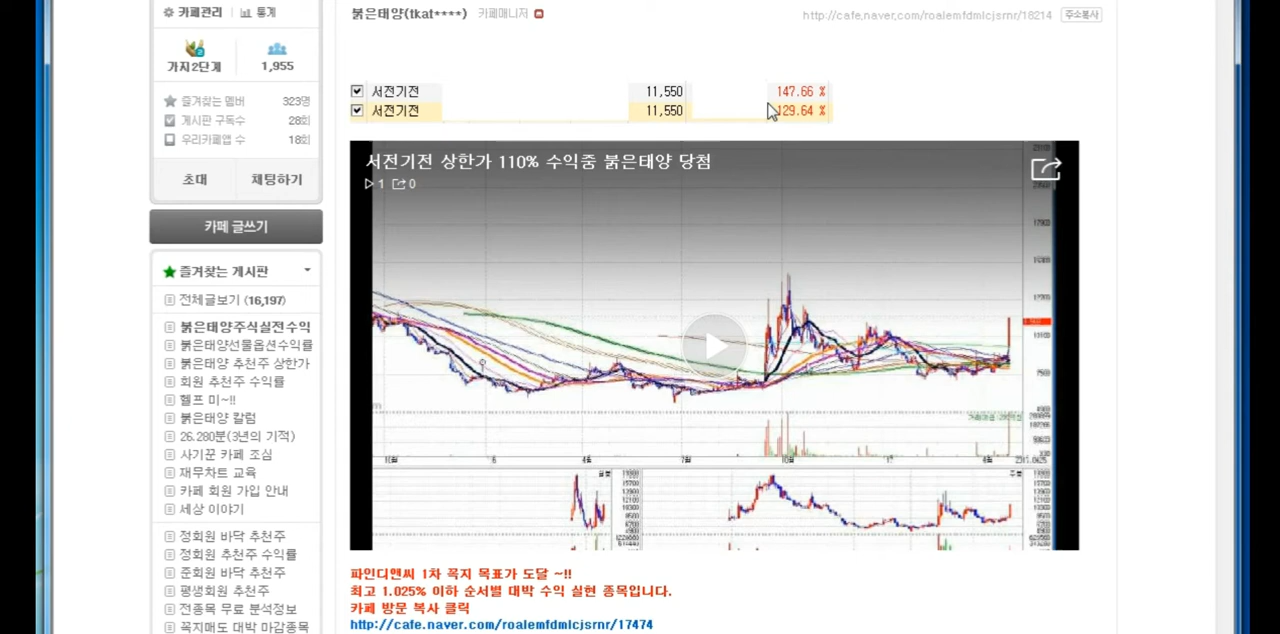 카페관리 통계
가지2단계 1,955
즐겨찾는 멤버 323명
게시판 구독수 28회
우리카페앱 수 18회
초대 채팅하기
카페 글쓰기
즐겨찾는 게시판
전체글보기 (16,197)
붉은태양주식실전수익
붉은태양선물옵션수익률
붉은태양 추천주 상한가
회원 추천주 수익률
헬프 미~!!
붉은태양 칼럼
26.280분(3년의 기적)
사기꾼 카페 조심
재무차트 교육
카페 회원 가입 안내
세상 이야기
정회원 바닥 추천주
정회원 추천주 수익률
준회원 바닥 추천주
평생회원 추천주
전종목 무료 분석정보
꼭지매도 대박 마감종목
붉은태양(tkat****) 카페매니저
http://cafe.naver.com/roalemfdmlcjsrnr/18214 주소복사
서전기전 11,550 147.66 %
서전기전 11,550 129.64 %
서전기전 상한가 110% 수익줌 붉은태양 당첨
1 0
파인디앤씨 1차 꼭지 목표가 도달 ~!!
최고 1.025% 이하 순서별 대박 수익 실현 종목입니다.
카페 방문 복사 클릭
http://cafe.naver.com/roalemfdmlcjsrnr/17474